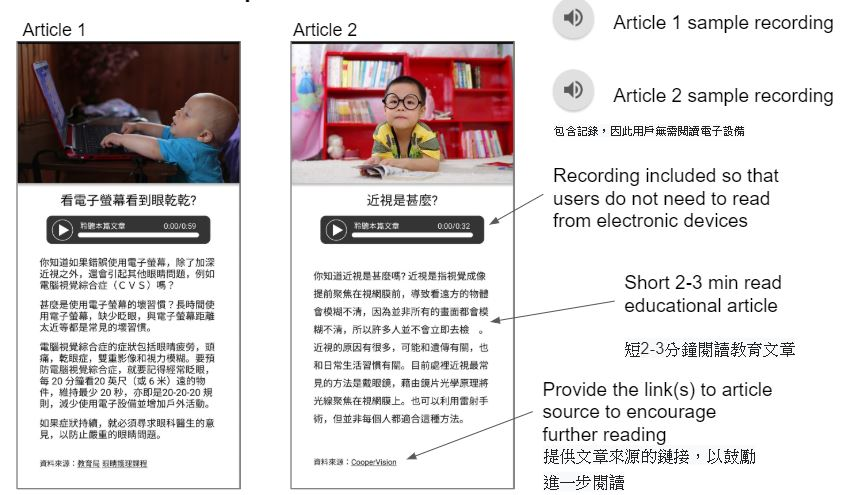 Article 1
看電子螢幕看到眼乾乾?
聆聽本篇文章 0:00/0:59
你知道如果錯誤使用電子螢幕，除了加深
近視之外，還會引起其他眼睛問題，例如
電腦視覺綜合症（ＣＶＳ）嗎？
甚麼是使用電子螢幕的壞習慣？長時間使
用電子螢幕，缺少眨眼，與電子螢幕距離
太近等都是常見的壞習慣。
電腦視覺綜合症的症狀包括眼睛疲勞，頭
痛，乾眼症，雙重影像和視力模糊。要預
防電腦視覺綜合症，就要記得經常眨眼，
每 20 分鐘看20 英尺（或 6 米）遠的物
件，維持最少 20 秒，亦即是20-20-20 規
則，減少使用電子設備並增加戶外活動。
如果症狀持續，就必須尋求眼科醫生的意
見，以防止嚴重的眼睛問題。
資料來源：教育局 眼睛護理課程
Article 2
近視是甚麼?
聆聽本篇文章 0:00/0:32
你知道近視是甚麼嗎? 近視是指視覺成像
提前聚焦在視網膜前，導致看遠方的物體
會模糊不清，因為並非所有的畫面都會模
糊不清，所以許多人並不會立即去檢 。
近視的原因有很多，可能和遺傳有關，也
和日常生活習慣有關。目前處裡近視最常
見的方法是戴眼鏡，藉由鏡片光學原理將
光線聚焦在視網膜上。也可以利用雷射手
術，但並非每個人都適合這種方法。
資料來源：CooperVision
Article 1 sample recording
Article 2 sample recording
包含記錄，因此用戶無需閱讀電子設備
Recording included so that
users do not need to read
from electronic devices
Short 2-3 min read
educational article
短2-3分鐘閱讀教育文章
Provide the link(s) to article
source to encourage
further reading
提供文章來源的鏈接，以鼓勵
進一步閱讀